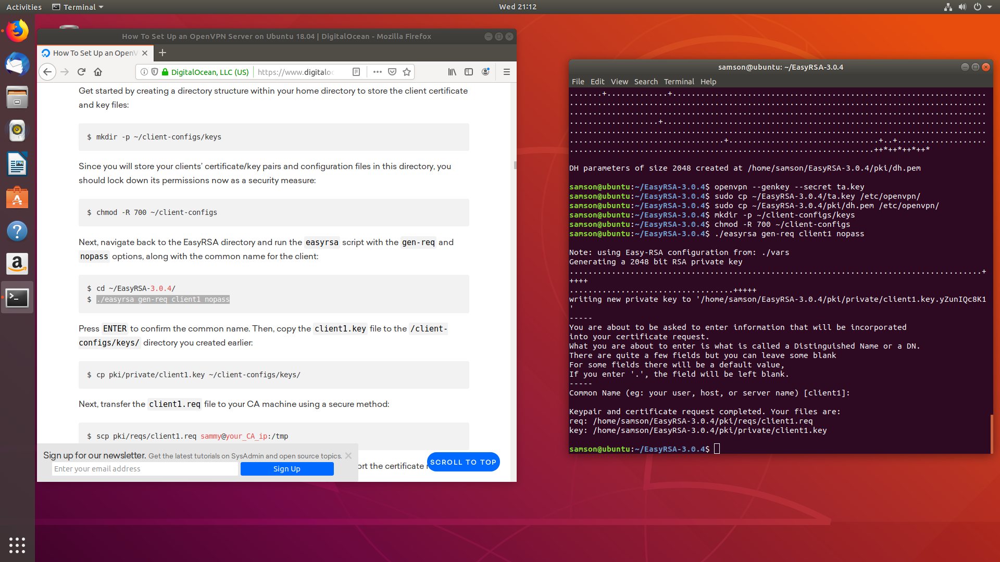 Activities
Terminal
Wed 21:12
How To Set Up an OpenVPN Server on Ubuntu 18.04 | DigitalOcean - Mozilla Firefox
How To Set Up an OpenV
DigitalOcean, LLC (US)
https://www.digitaloc
Get started by creating a directory structure within your home directory to store the client certificate
and key files:
$ mkdir -p ~/client-configs/keys
Since you will store your clients’ certificate/key pairs and configuration files in this directory, you
should lock down its permissions now as a security measure:
$ chmod -R 700 ~/client-configs
Next, navigate back to the EasyRSA directory and run the easyrsa script with the gen-req and
nopass options, along with the common name for the client:
$ cd ~/EasyRSA-3.0.4/
$ ./easyrsa gen-req client1 nopass
Press ENTER to confirm the common name. Then, copy the client1.key file to the /client-
configs/keys/ directory you created earlier:
$ cp pki/private/client1.key ~/client-configs/keys/
Next, transfer the client1.req file to your CA machine using a secure method:
$ scp pki/reqs/client1.req sammy@your_CA_ip:/tmp
ort the certificate r
SCROLL TO TOP
Sign up for our newsletter. Get the latest tutorials on SysAdmin and open source topics.
Enter your email address
Sign Up
samson@ubuntu: ~/EasyRSA-3.0.4
File Edit View Search Terminal Help
DH parameters of size 2048 created at /home/samson/EasyRSA-3.0.4/pki/dh.pem
samson@ubuntu:~/EasyRSA-3.0.4$ openvpn --genkey --secret ta.key
samson@ubuntu:~/EasyRSA-3.0.4$ sudo cp ~/EasyRSA-3.0.4/ta.key /etc/openvpn/
samson@ubuntu:~/EasyRSA-3.0.4$ sudo cp ~/EasyRSA-3.0.4/pki/dh.pem /etc/openvpn/
samson@ubuntu:~/EasyRSA-3.0.4$ mkdir -p ~/client-configs/keys
samson@ubuntu:~/EasyRSA-3.0.4$ chmod -R 700 ~/client-configs
samson@ubuntu:~/EasyRSA-3.0.4$ ./easyrsa gen-req client1 nopass
Note: using Easy-RSA configuration from: ./vars
Generating a 2048 bit RSA private key
++++
writing new private key to '/home/samson/EasyRSA-3.0.4/pki/private/client1.key.yZunIQc8K1
'
-----
You are about to be asked to enter information that will be incorporated
into your certificate request.
What you are about to enter is what is called a Distinguished Name or a DN.
There are quite a few fields but you can leave some blank
For some fields there will be a default value,
If you enter '.', the field will be left blank.
-----
Common Name (eg: your user, host, or server name) [client1]:
Keypair and certificate request completed. Your files are:
req: /home/samson/EasyRSA-3.0.4/pki/reqs/client1.req
key: /home/samson/EasyRSA-3.0.4/pki/private/client1.key
samson@ubuntu:~/EasyRSA-3.0.4$